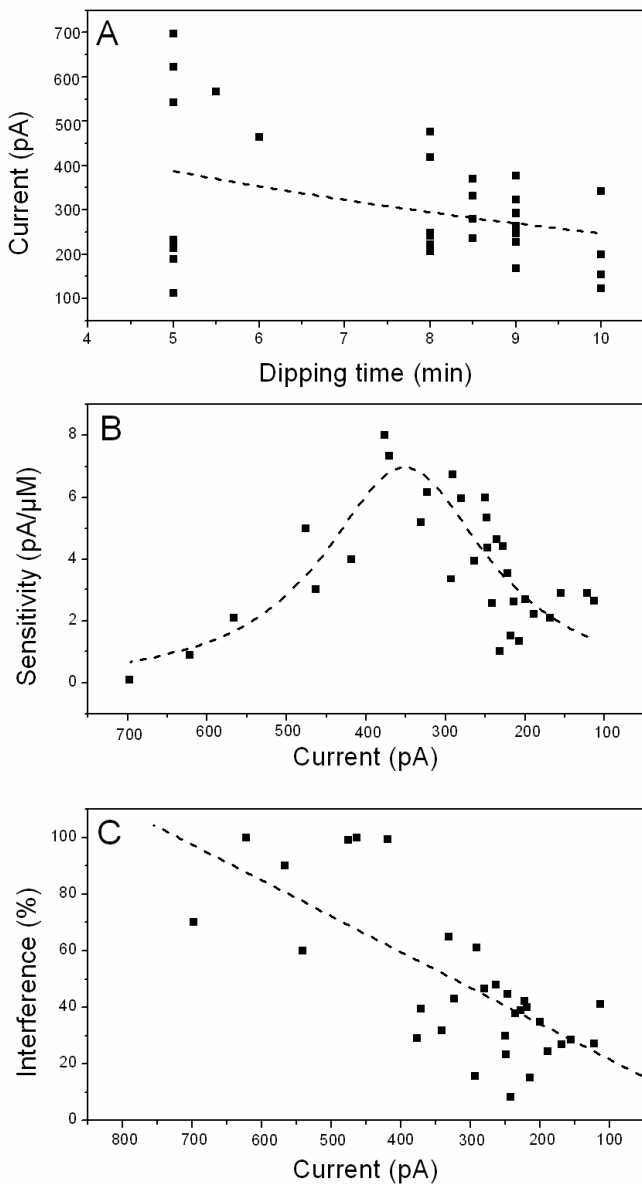 A
700
600
500
400
300
200
100
Current (pA)
4 5 6 7 8 9 10
Dipping time (min)
B
8
6
4
2
0
Sensitivity (pA/µM)
700 600 500 400 300 200 100
Current (pA)
C
100
80
60
40
20
0
Interference (%)
800 700 600 500 400 300 200 100
Current (pA)